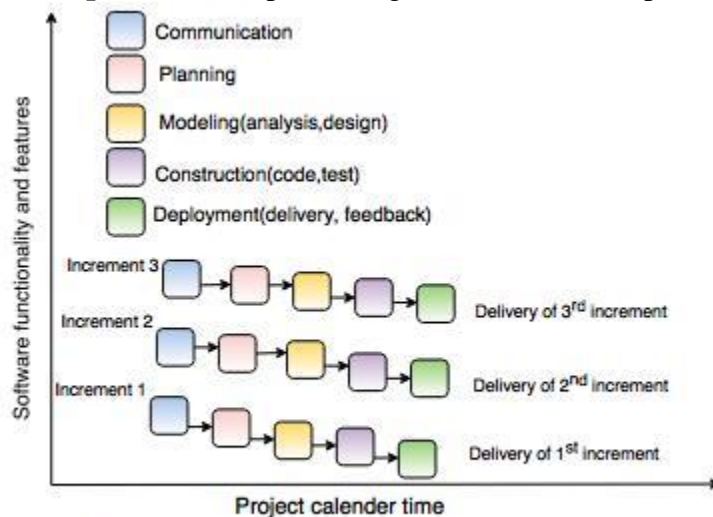 Communication
Planning
Modeling(analysis,design)
Construction(code,test)
Deployment(delivery, feedback)
Software functionality and features
Increment 3
Delivery of 3rd increment
Increment 2
Delivery of 2nd increment
Increment 1
Delivery of 1st increment
Project calender time